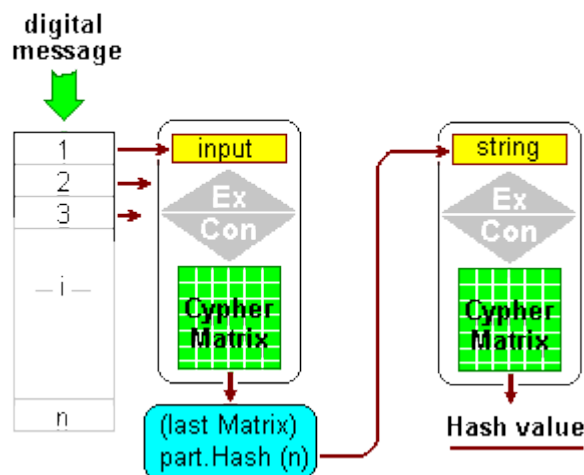 digital
message
1
2
3
i
n
input
Ex
Con
Cypher
Matrix
(last Matrix)
part.Hash (n)
string
Ex
Con
Cypher
Matrix
Hash value